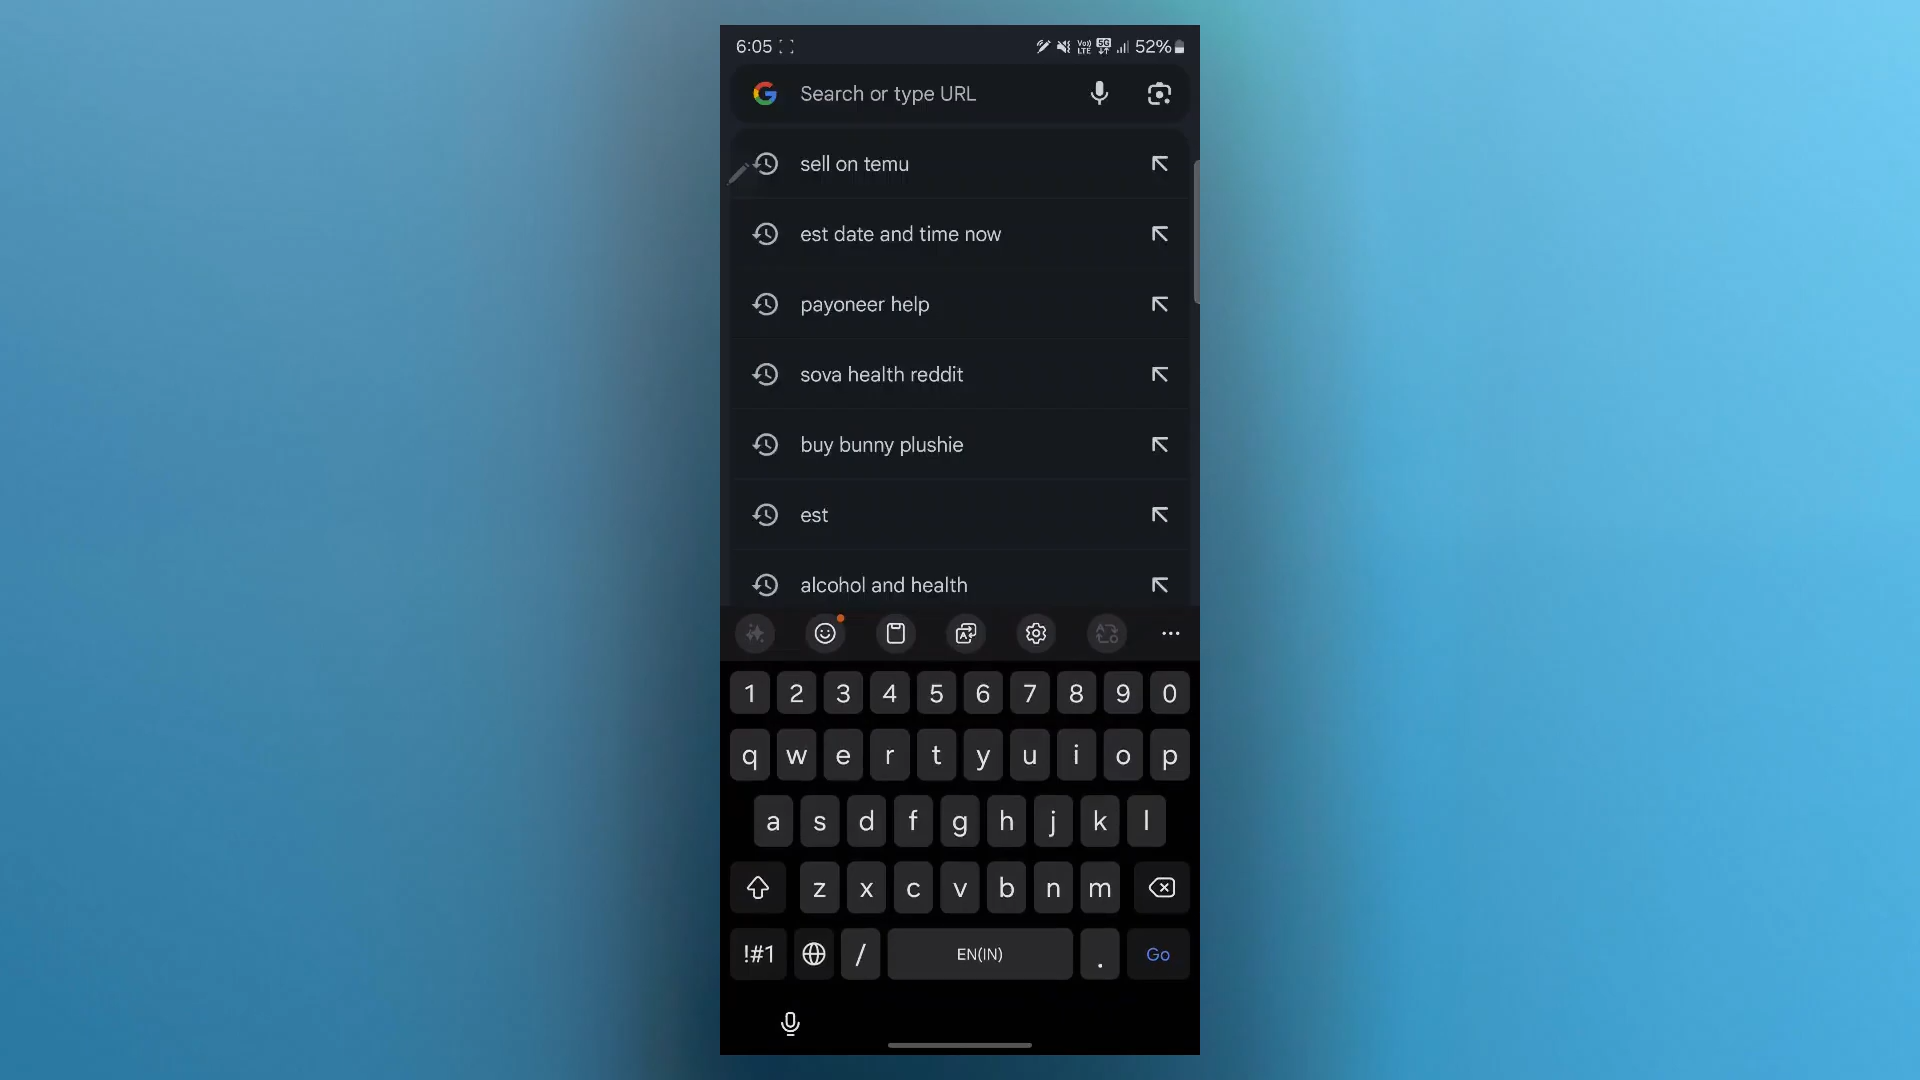 6:05 52%
Search or type URL
sell on temu
est date and time now
payoneer help
sova health reddit
buy bunny plushie
est
alcohol and health
1 2 3 4 5 6 7 8 9 0
q w e r t y u i o p
a s d f g h j k l
z x c v b n m
!#1 / EN(IN) . Go